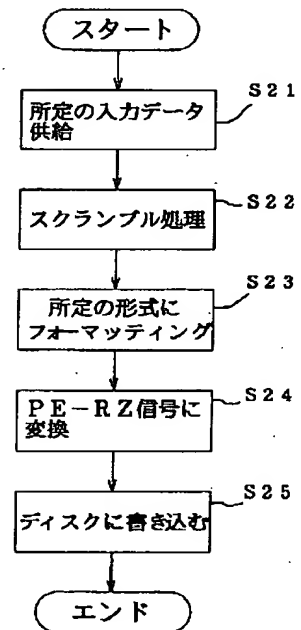 スタート
S21
所定の入力データ
供給
S22
スクランブル処理
S23
所定の形式に
フォーマッティング
S24
PE-RZ信号に
変換
S25
ディスクに書き込む
エンド